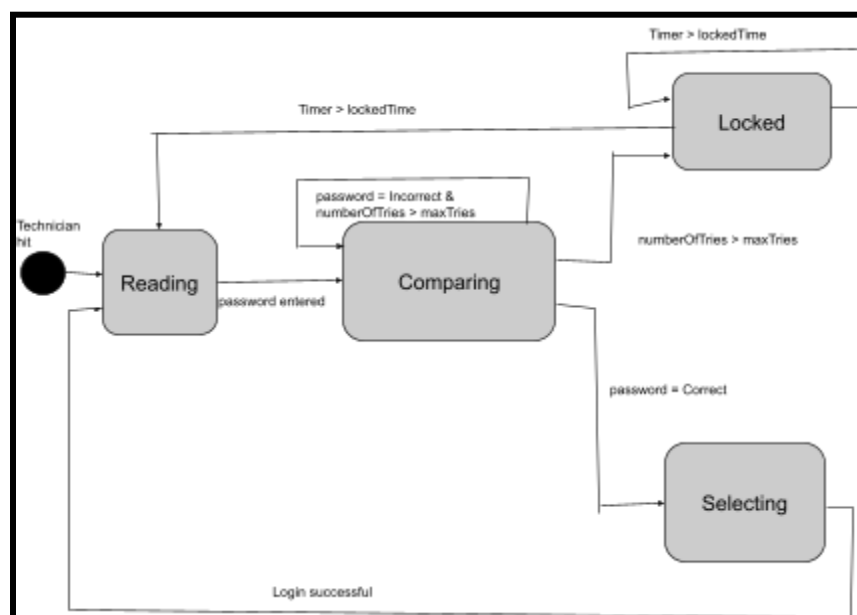 Timer > lockedTime
Locked
Timer > lockedTime
password = Incorrect &
numberOfTries > maxTries
Technician
hit
numberOfTries > maxTries
Reading
Comparing
password entered
password = Correct
Selecting
Login successful